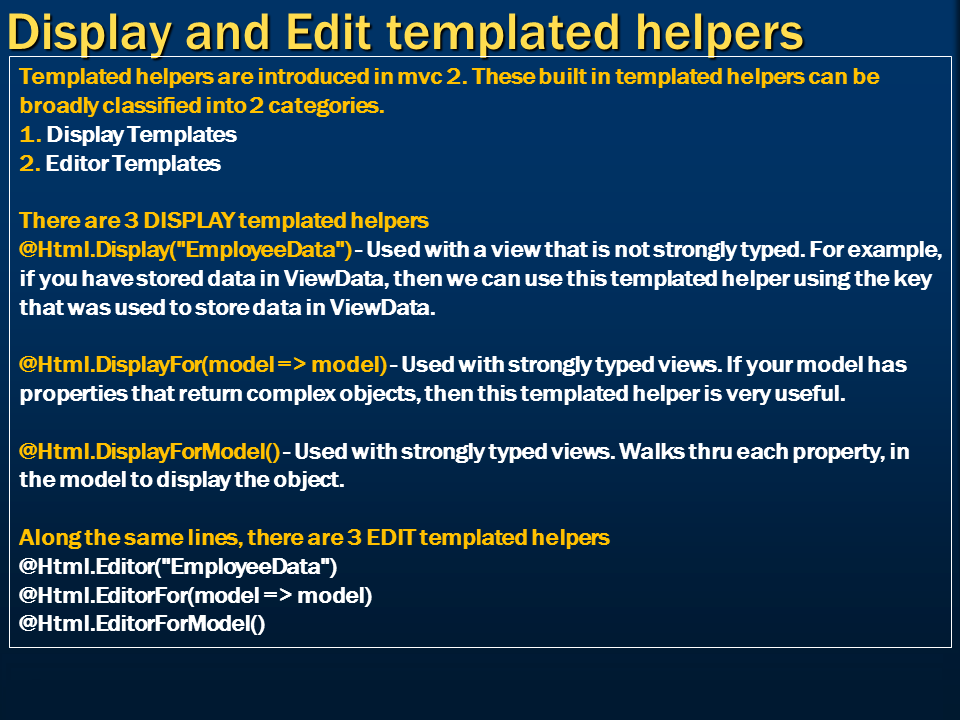 Display and Edit templated helpers
Templated helpers are introduced in mvc 2. These built in templated helpers can be
broadly classified into 2 categories.
1. Display Templates
2. Editor Templates
There are 3 DISPLAY templated helpers
@Html.Display("EmployeeData") - Used with a view that is not strongly typed. For example,
if you have stored data in ViewData, then we can use this templated helper using the key
that was used to store data in ViewData.
@Html.DisplayFor(model => model) - Used with strongly typed views. If your model has
properties that return complex objects, then this templated helper is very useful.
@Html.DisplayForModel() - Used with strongly typed views. Walks thru each property, in
the model to display the object.
Along the same lines, there are 3 EDIT templated helpers
@Html.Editor("EmployeeData")
@Html.EditorFor(model => model)
@Html.EditorForModel()